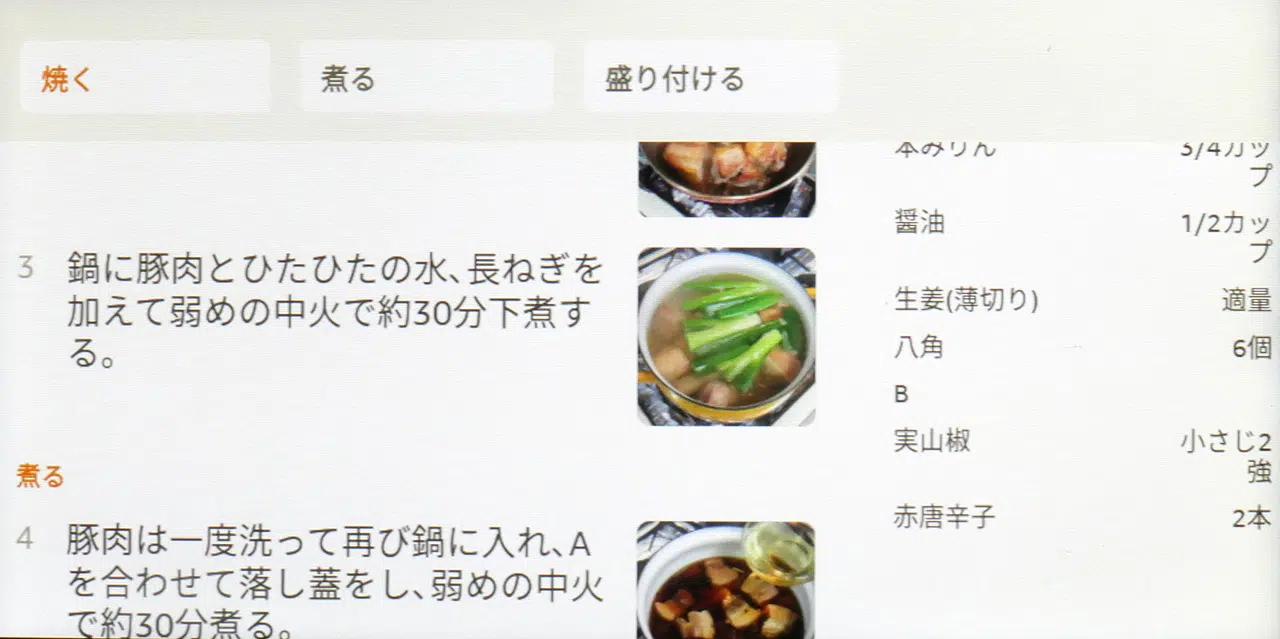 焼く
煮る
盛り付ける
3
鍋に豚肉とひたひたの水、長ねぎを
加えて弱めの中火で約30分下煮す
る。
煮る
4
豚肉は一度洗って再び鍋に入れ、A
を合わせて落し蓋をし、弱めの中火
で約30分煮る。
本みりん 3/4カッ
プ
醤油 1/2カッ
プ
生姜(薄切り) 適量
八角 6個
B
実山椒 小さじ2
強
赤唐辛子 2本